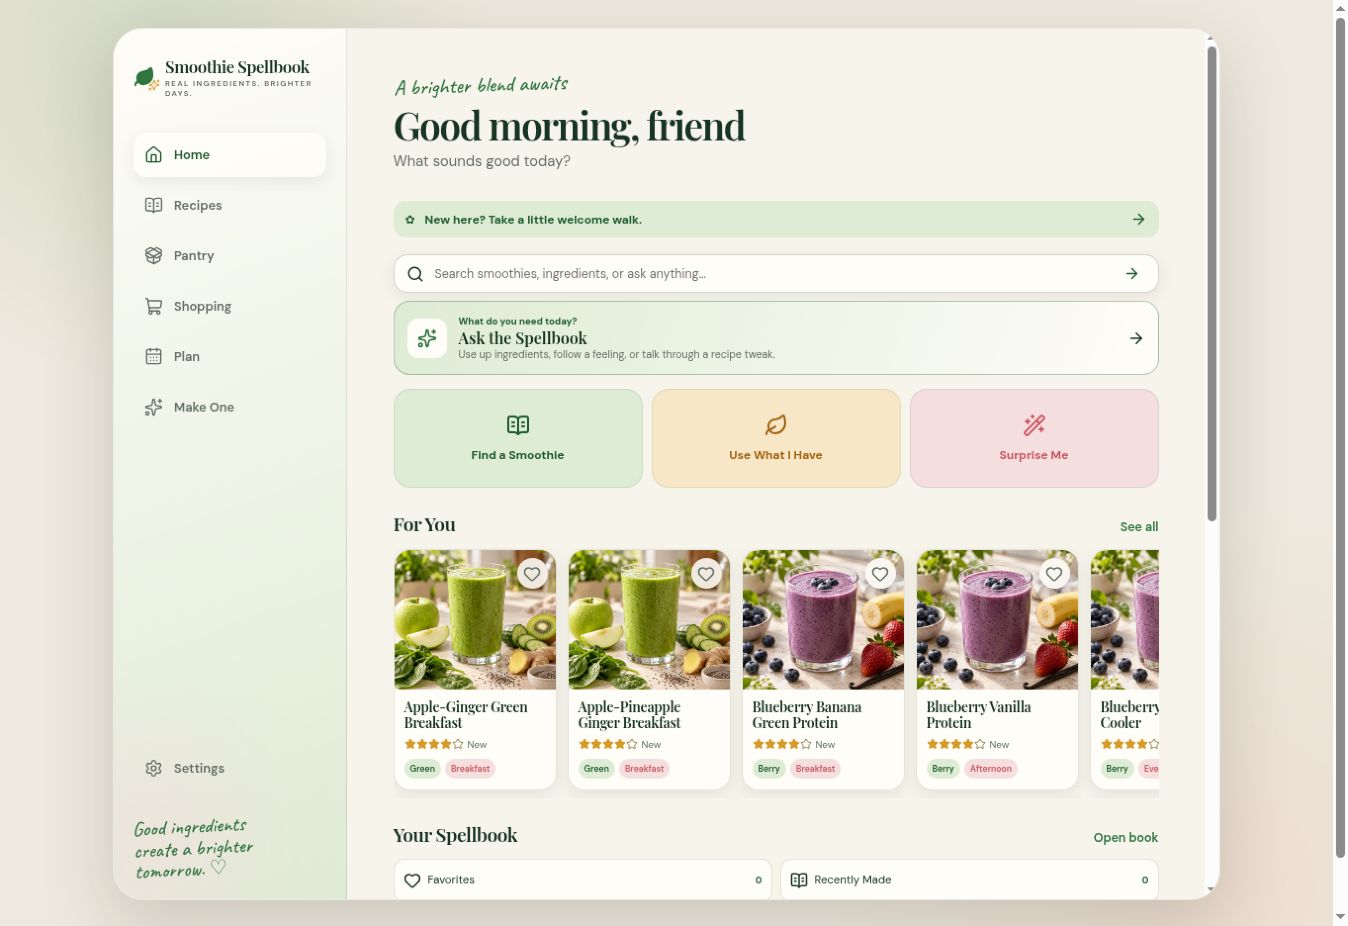 Smoothie Spellbook
REAL INGREDIENTS. BRIGHTER
DAYS.
Home
Recipes
Pantry
Shopping
Plan
Make One
Settings
Good ingredients
create a brighter
tomorrow. ♡
A brighter blend awaits
Good morning, friend
What sounds good today?
New here? Take a little welcome walk.
Search smoothies, ingredients, or ask anything...
What do you need today?
Ask the Spellbook
Use up ingredients, follow a feeling, or talk through a recipe tweak.
Find a Smoothie
Use What I Have
Surprise Me
For You
See all
Apple-Ginger Green
Breakfast
New
Green Breakfast
Apple-Pineapple
Ginger Breakfast
New
Green Breakfast
Blueberry Banana
Green Protein
New
Berry Breakfast
Blueberry Vanilla
Protein
New
Berry Afternoon
Blueberry
Cooler
Berry Eve
Your Spellbook
Open book
Favorites 0
Recently Made 0